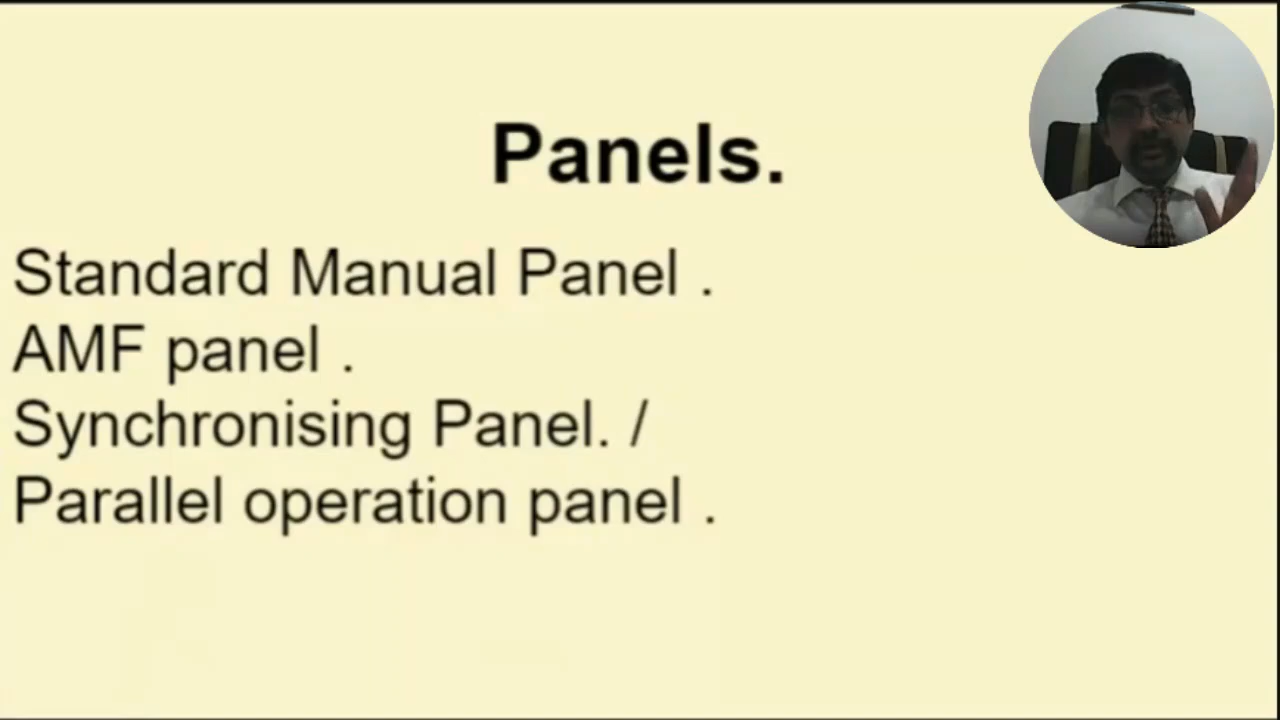 Panels.
Standard Manual Panel .
AMF panel .
Synchronising Panel. /
Parallel operation panel .